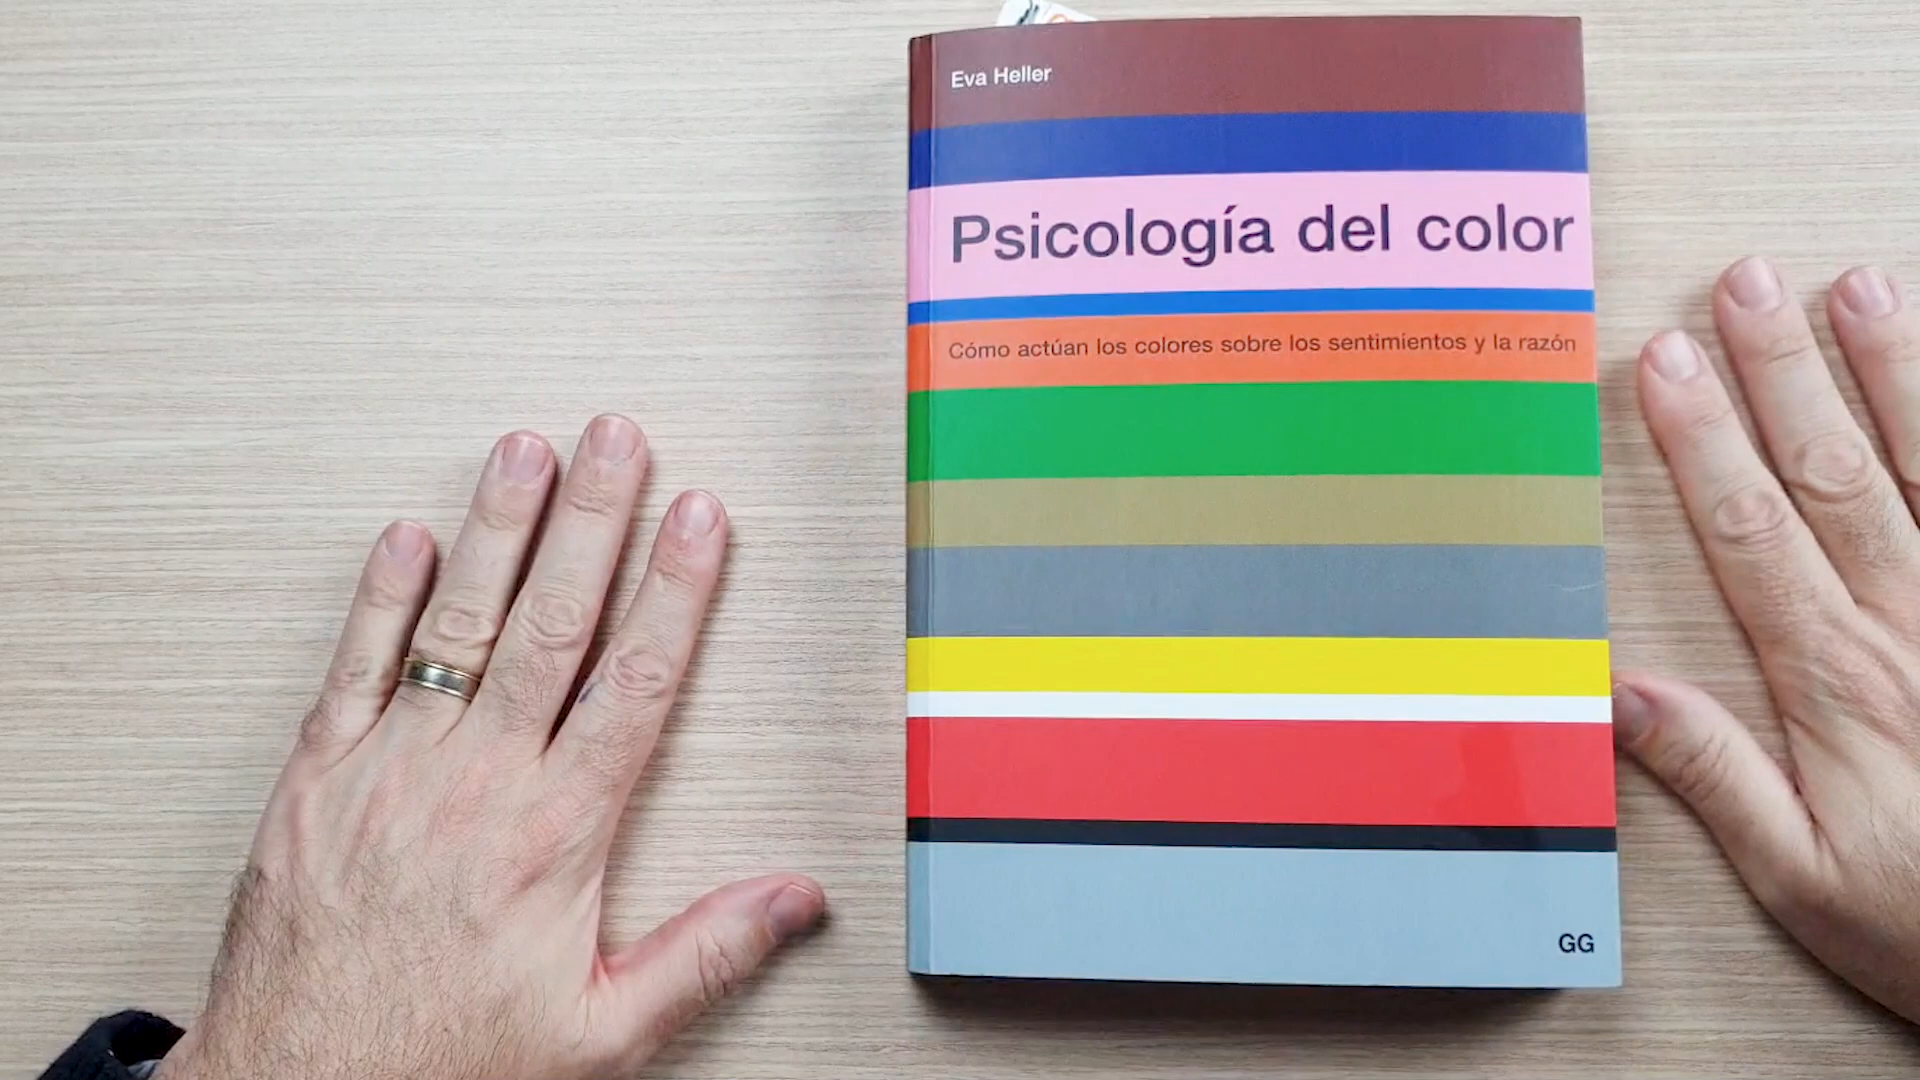 Eva Heller
Psicología del color
Cómo actúan los colores sobre los sentimientos y la razón
GG